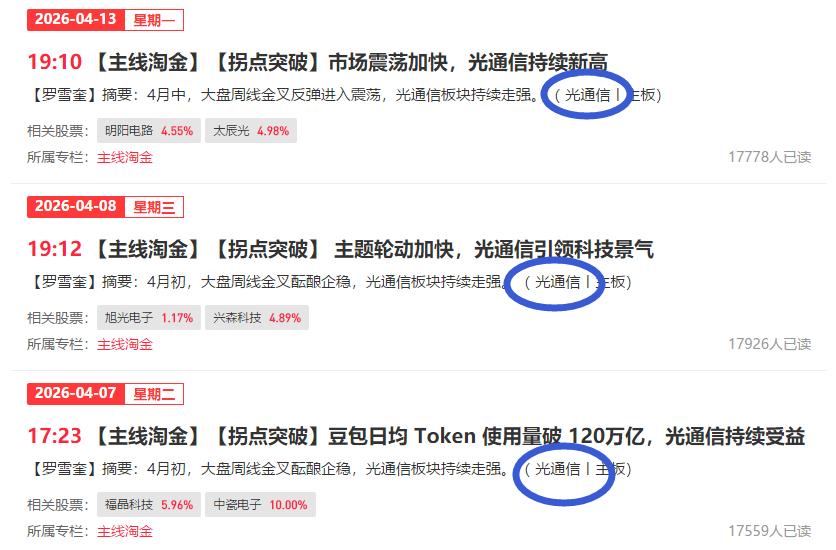 2026-04-13 星期一
19:10 【主线淘金】【拐点突破】市场震荡加快，光通信持续新高
【罗雪奎】摘要：4月中，大盘周线金叉反弹进入震荡，光通信板块持续走强。（光通信丨主板）
相关股票： 明阳电路 4.55% 太辰光 4.98%
所属专栏： 主线淘金 17778人已读
2026-04-08 星期三
19:12 【主线淘金】【拐点突破】 主题轮动加快，光通信引领科技景气
【罗雪奎】摘要：4月初，大盘周线金叉酝酿企稳，光通信板块持续走强。（光通信丨主板）
相关股票： 旭光电子 1.17% 兴森科技 4.89%
所属专栏： 主线淘金 17926人已读
2026-04-07 星期二
17:23 【主线淘金】【拐点突破】豆包日均 Token 使用量破 120万亿，光通信持续受益
【罗雪奎】摘要：4月初，大盘周线金叉酝酿企稳，光通信板块持续走强。（光通信丨主板）
相关股票： 福晶科技 5.96% 中瓷电子 10.00%
所属专栏： 主线淘金 17559人已读